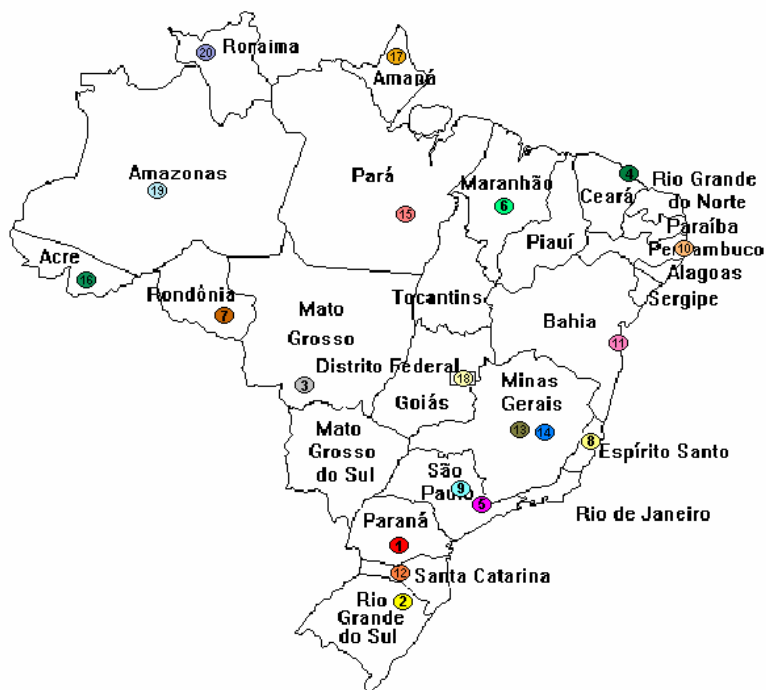 20
Roraima
17
Amapá
Amazonas
19
Pará
15
Maranhão
6
4
Ceará
Rio Grande
do Norte
Paraíba
Piauí
Pernambuco
10
Alagoas
Sergipe
Acre
16
Rondônia
7
Tocantins
Mato
Grosso
3
Bahia
11
Distrito Federal
18
Goiás
Minas
Gerais
13
14
8
Espírito Santo
Mato
Grosso
do Sul
São
Paulo
9
5
Rio de Janeiro
Paraná
1
12
Santa Catarina
Rio
Grande
do Sul
2